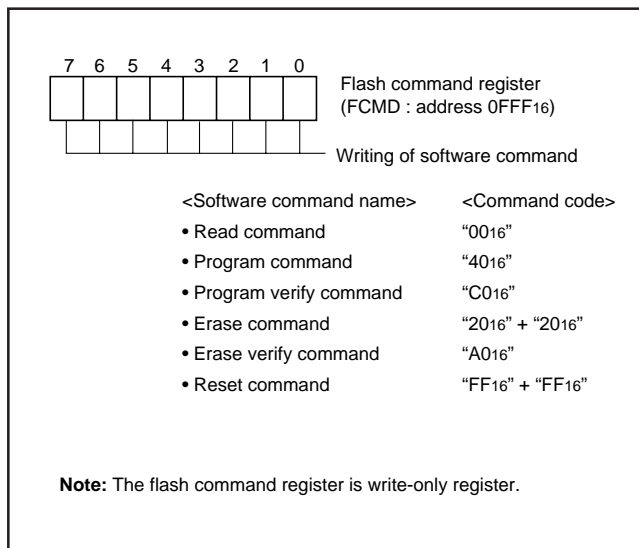 7 6 5 4 3 2 1 0
Flash command register
(FCMD : address 0FFF16)
Writing of software command
<Software command name> <Command code>
• Read command “0016”
• Program command “4016”
• Program verify command “C016”
• Erase command “2016” + “2016”
• Erase verify command “A016”
• Reset command “FF16” + “FF16”
Note: The flash command register is write-only register.